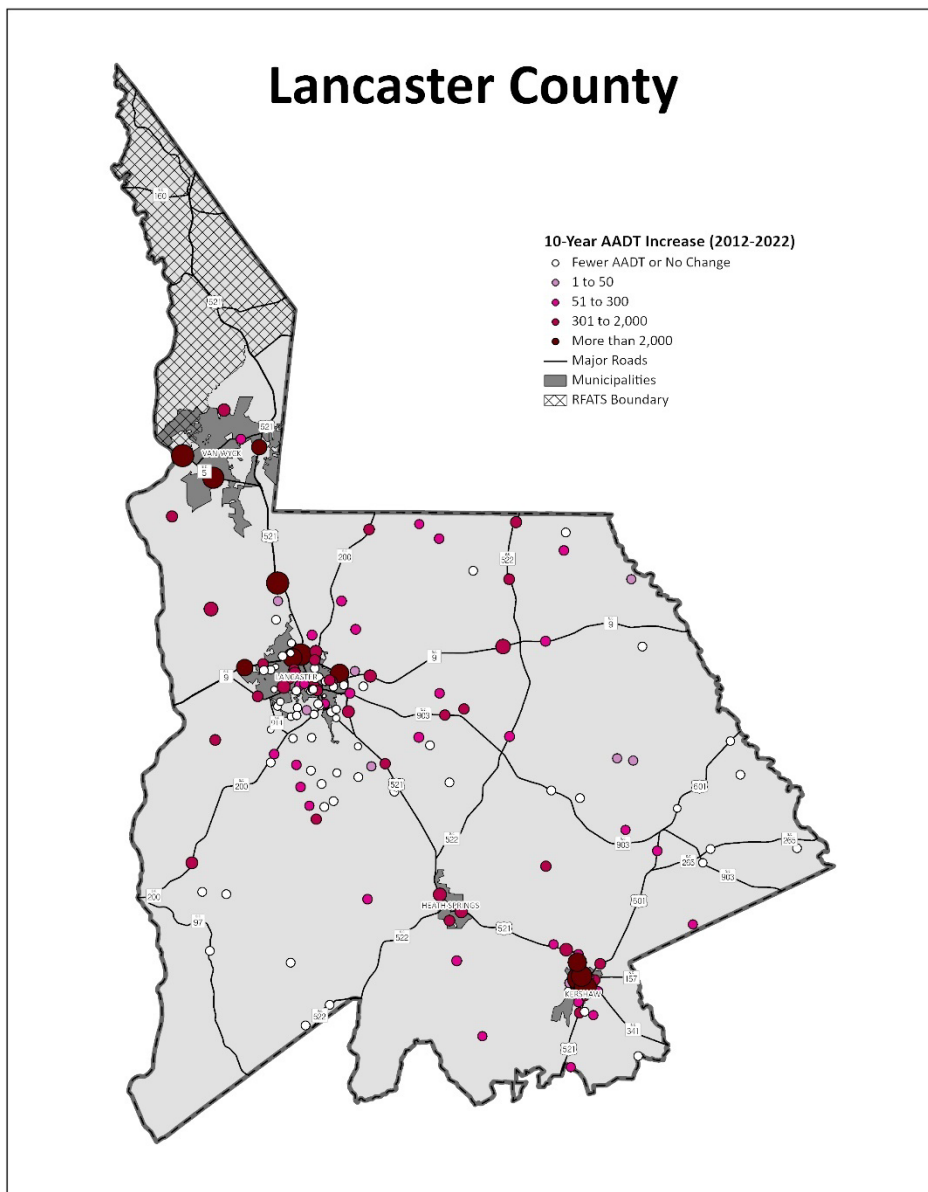 Lancaster County
160
521
10-Year AADT Increase (2012-2022)
Fewer AADT or No Change
1 to 50
51 to 300
301 to 2,000
More than 2,000
Major Roads
Municipalities
RFATS Boundary
521
VAN WYCK
5
521
200
522
9
9
LANCASTER
9
903
200
521
601
522
903
265
265
903
200
HEATH SPRINGS
601
97
522
521
157
KERSHAW
522
341
521